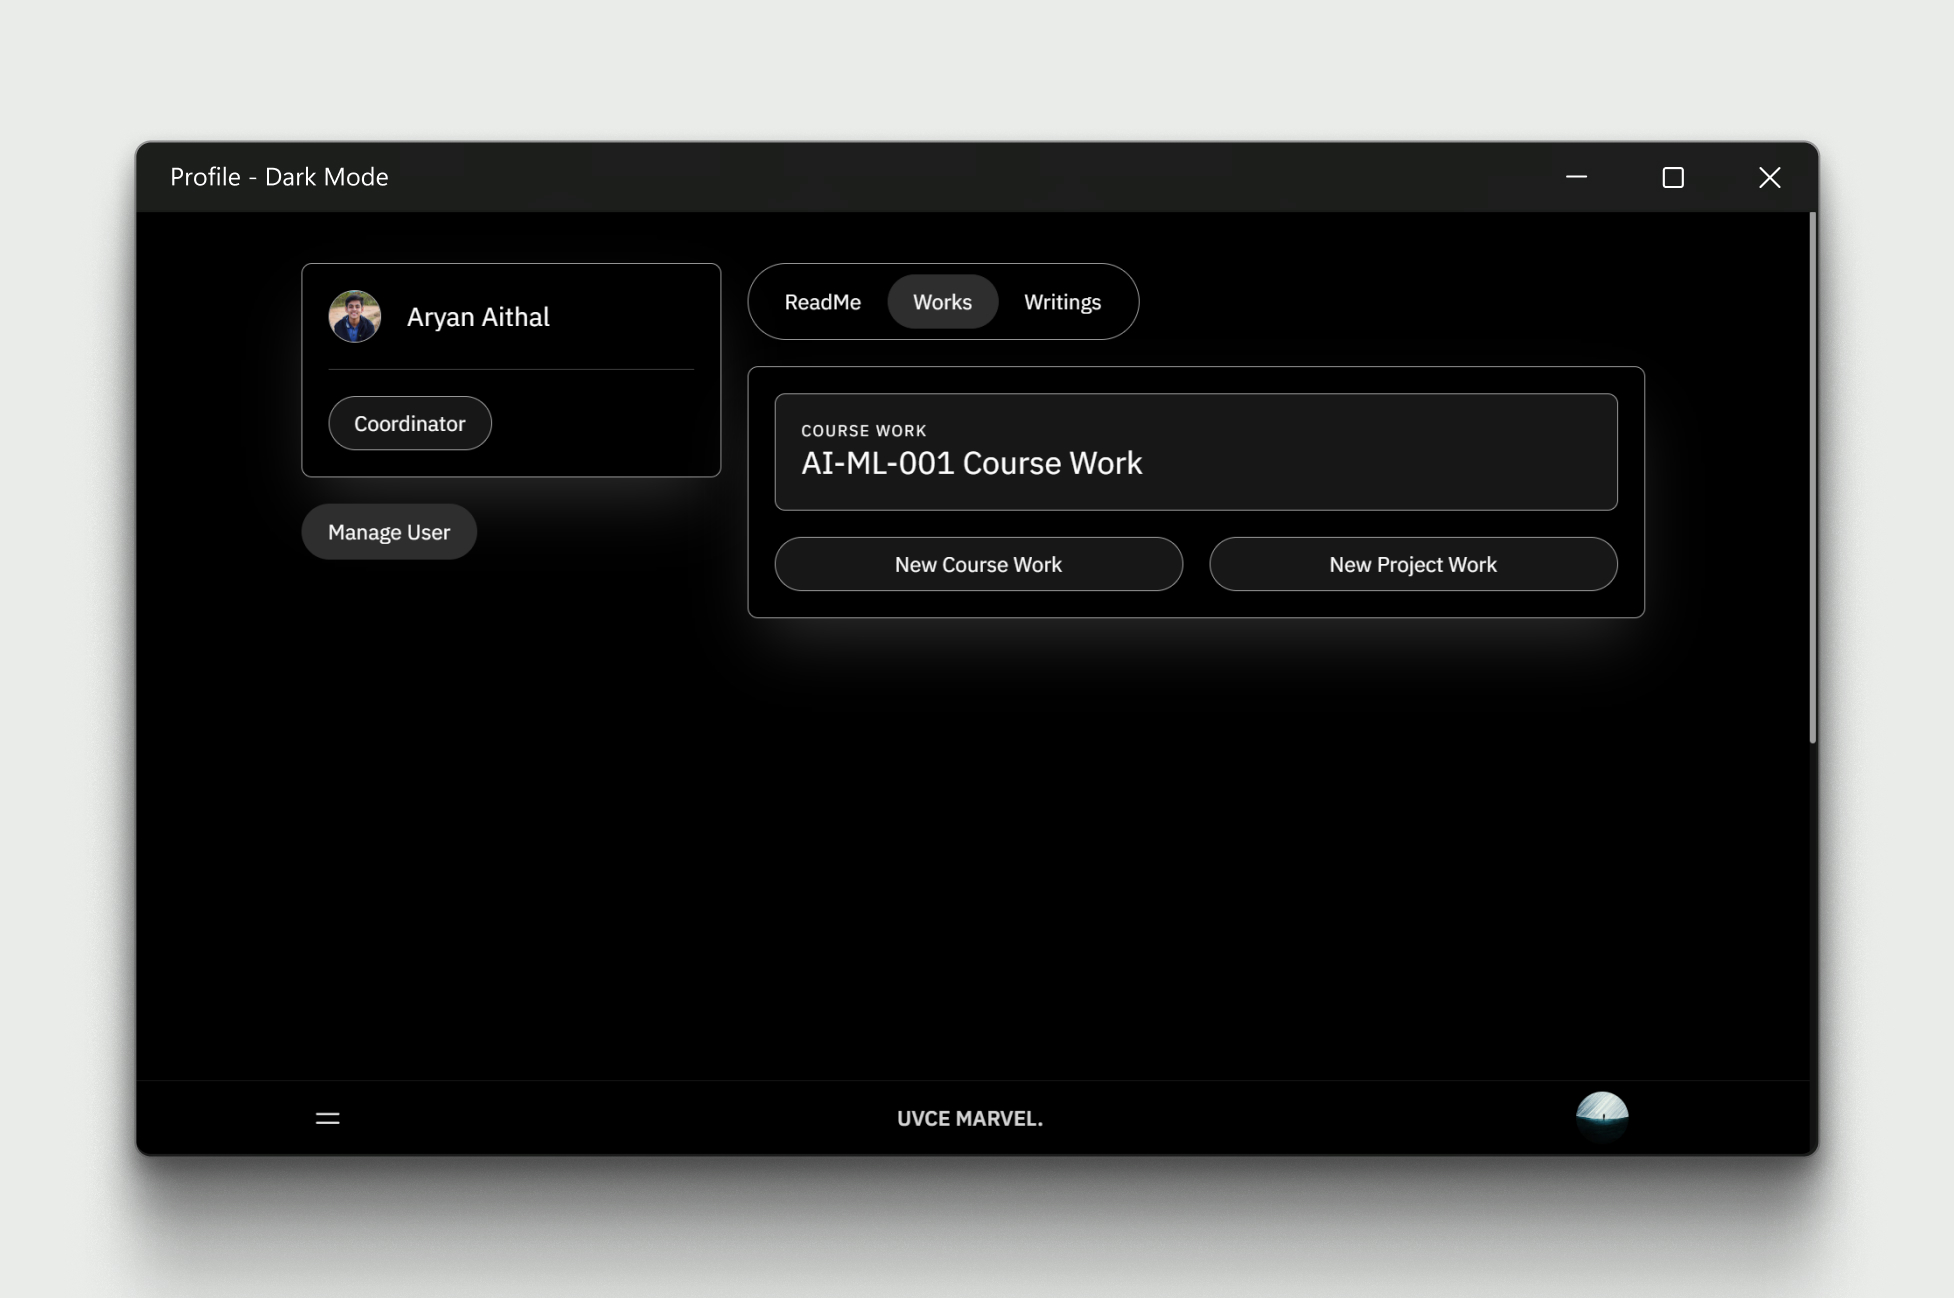 Profile - Dark Mode
Aryan Aithal
Coordinator
Manage User
ReadMe Works Writings
COURSE WORK
AI-ML-001 Course Work
New Course Work New Project Work
UVCE MARVEL.